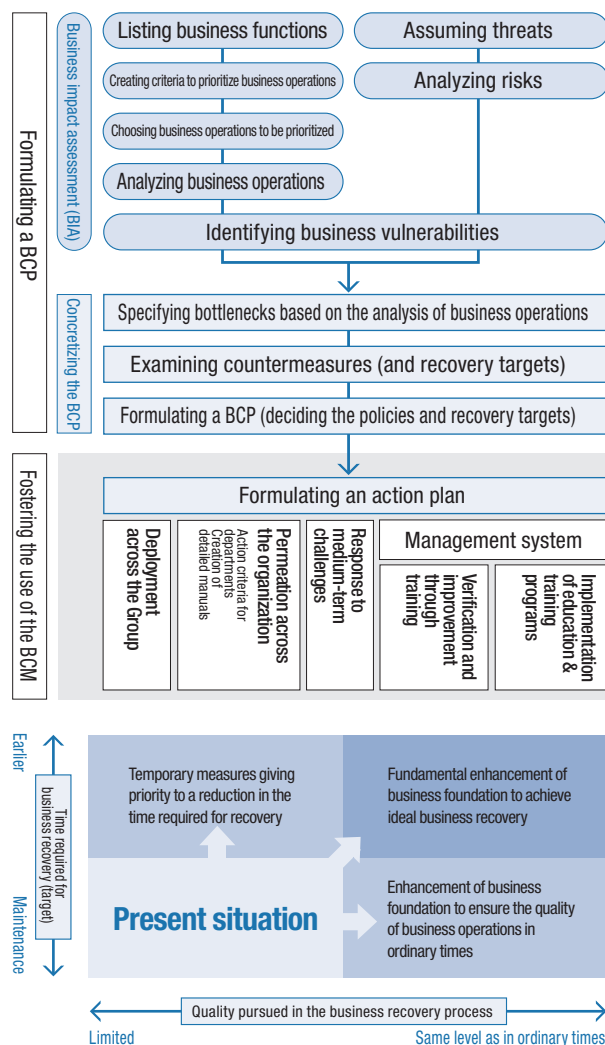 Formulating a BCP
Business impact assessment (BIA)
Listing business functions
Assuming threats
Creating criteria to prioritize business operations
Analyzing risks
Choosing business operations to be prioritized
Analyzing business operations
Identifying business vulnerabilities
Concretizing the BCP
Specifying bottlenecks based on the analysis of business operations
Examining countermeasures (and recovery targets)
Formulating a BCP (deciding the policies and recovery targets)
Fostering the use of the BCM
Formulating an action plan
Deployment
across the Group
Permeation across
the organization
Action criteria for
departments
Creation of
detailed manuals
Response to
medium-term
challenges
Management system
Verification and
improvement
through
training
Implementation
of education &
training
programs
Earlier
Time required for
business recovery (target)
Maintenance
Temporary measures giving
priority to a reduction in the
time required for recovery
Fundamental enhancement of
business foundation to achieve
ideal business recovery
Present situation
Enhancement of business
foundation to ensure the quality
of business operations in
ordinary times
Quality pursued in the business recovery process
Limited
Same level as in ordinary times